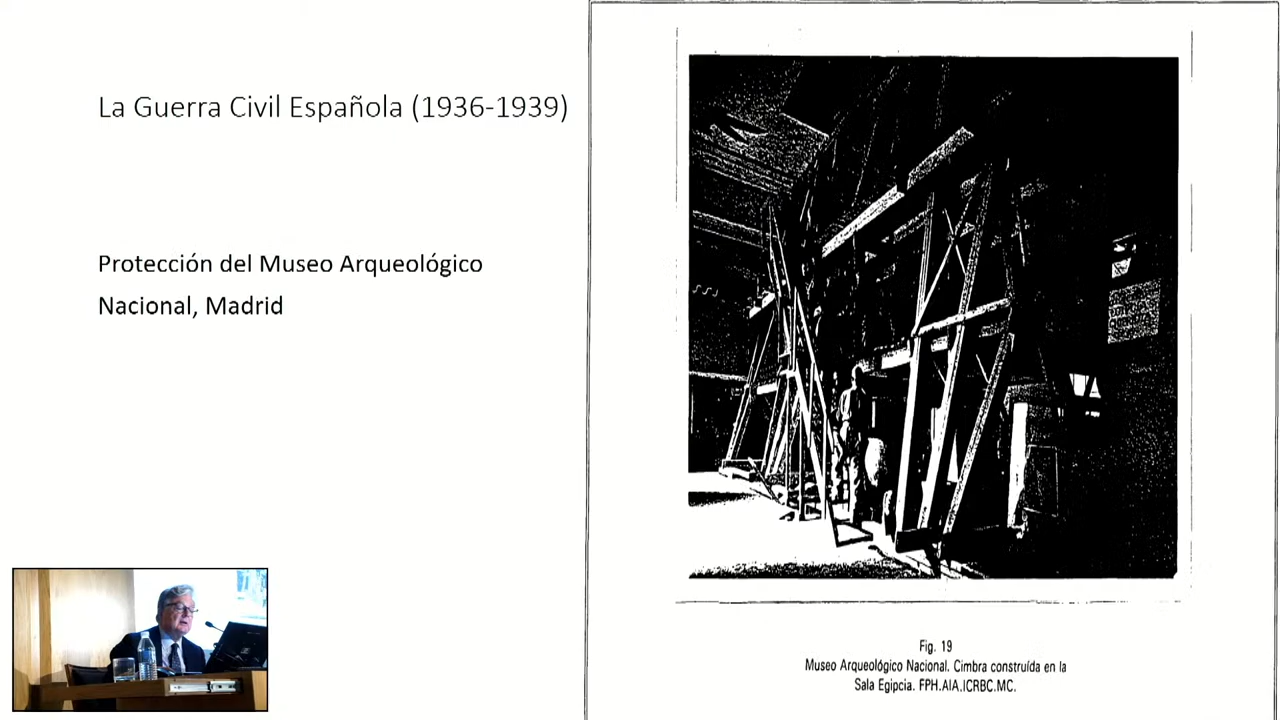 La Guerra Civil Española (1936-1939)
Protección del Museo Arqueológico
Nacional, Madrid
Fig. 19
Museo Arqueológico Nacional. Cimbra construída en la
Sala Egipcia. FPH.AIA.ICRBC.MC.